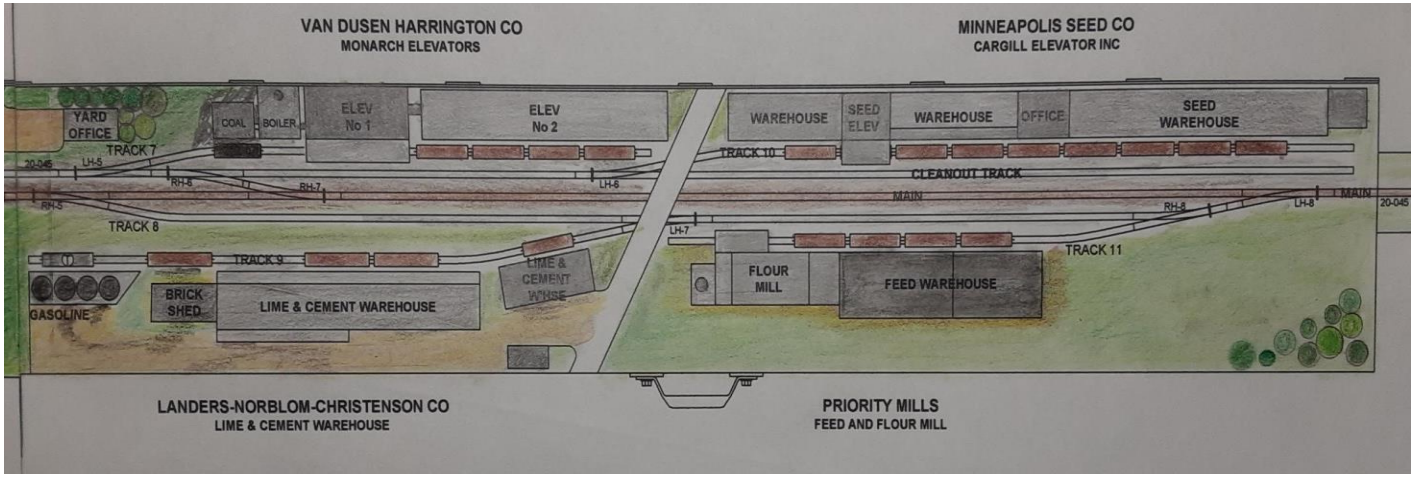 VAN DUSEN HARRINGTON CO
MONARCH ELEVATORS
MINNEAPOLIS SEED CO
CARGILL ELEVATOR INC
YARD
OFFICE
COAL
BOILER
ELEV
No 1
ELEV
No 2
WAREHOUSE
SEED
ELEV
WAREHOUSE
OFFICE
SEED
WAREHOUSE
TRACK 7
TRACK 10
20-045
LH-5
RH-6
RH-7
LH-6
CLEANOUT TRACK
RH-5
MAIN
RH-8
LH-8
MAIN
20-045
TRACK 8
LH-7
TRACK 11
TRACK 9
LIME &
CEMENT
W'HSE
FLOUR
MILL
FEED WAREHOUSE
BRICK
SHED
LIME & CEMENT WAREHOUSE
GASOLINE
LANDERS-NORBLOM-CHRISTENSON CO
LIME & CEMENT WAREHOUSE
PRIORITY MILLS
FEED AND FLOUR MILL